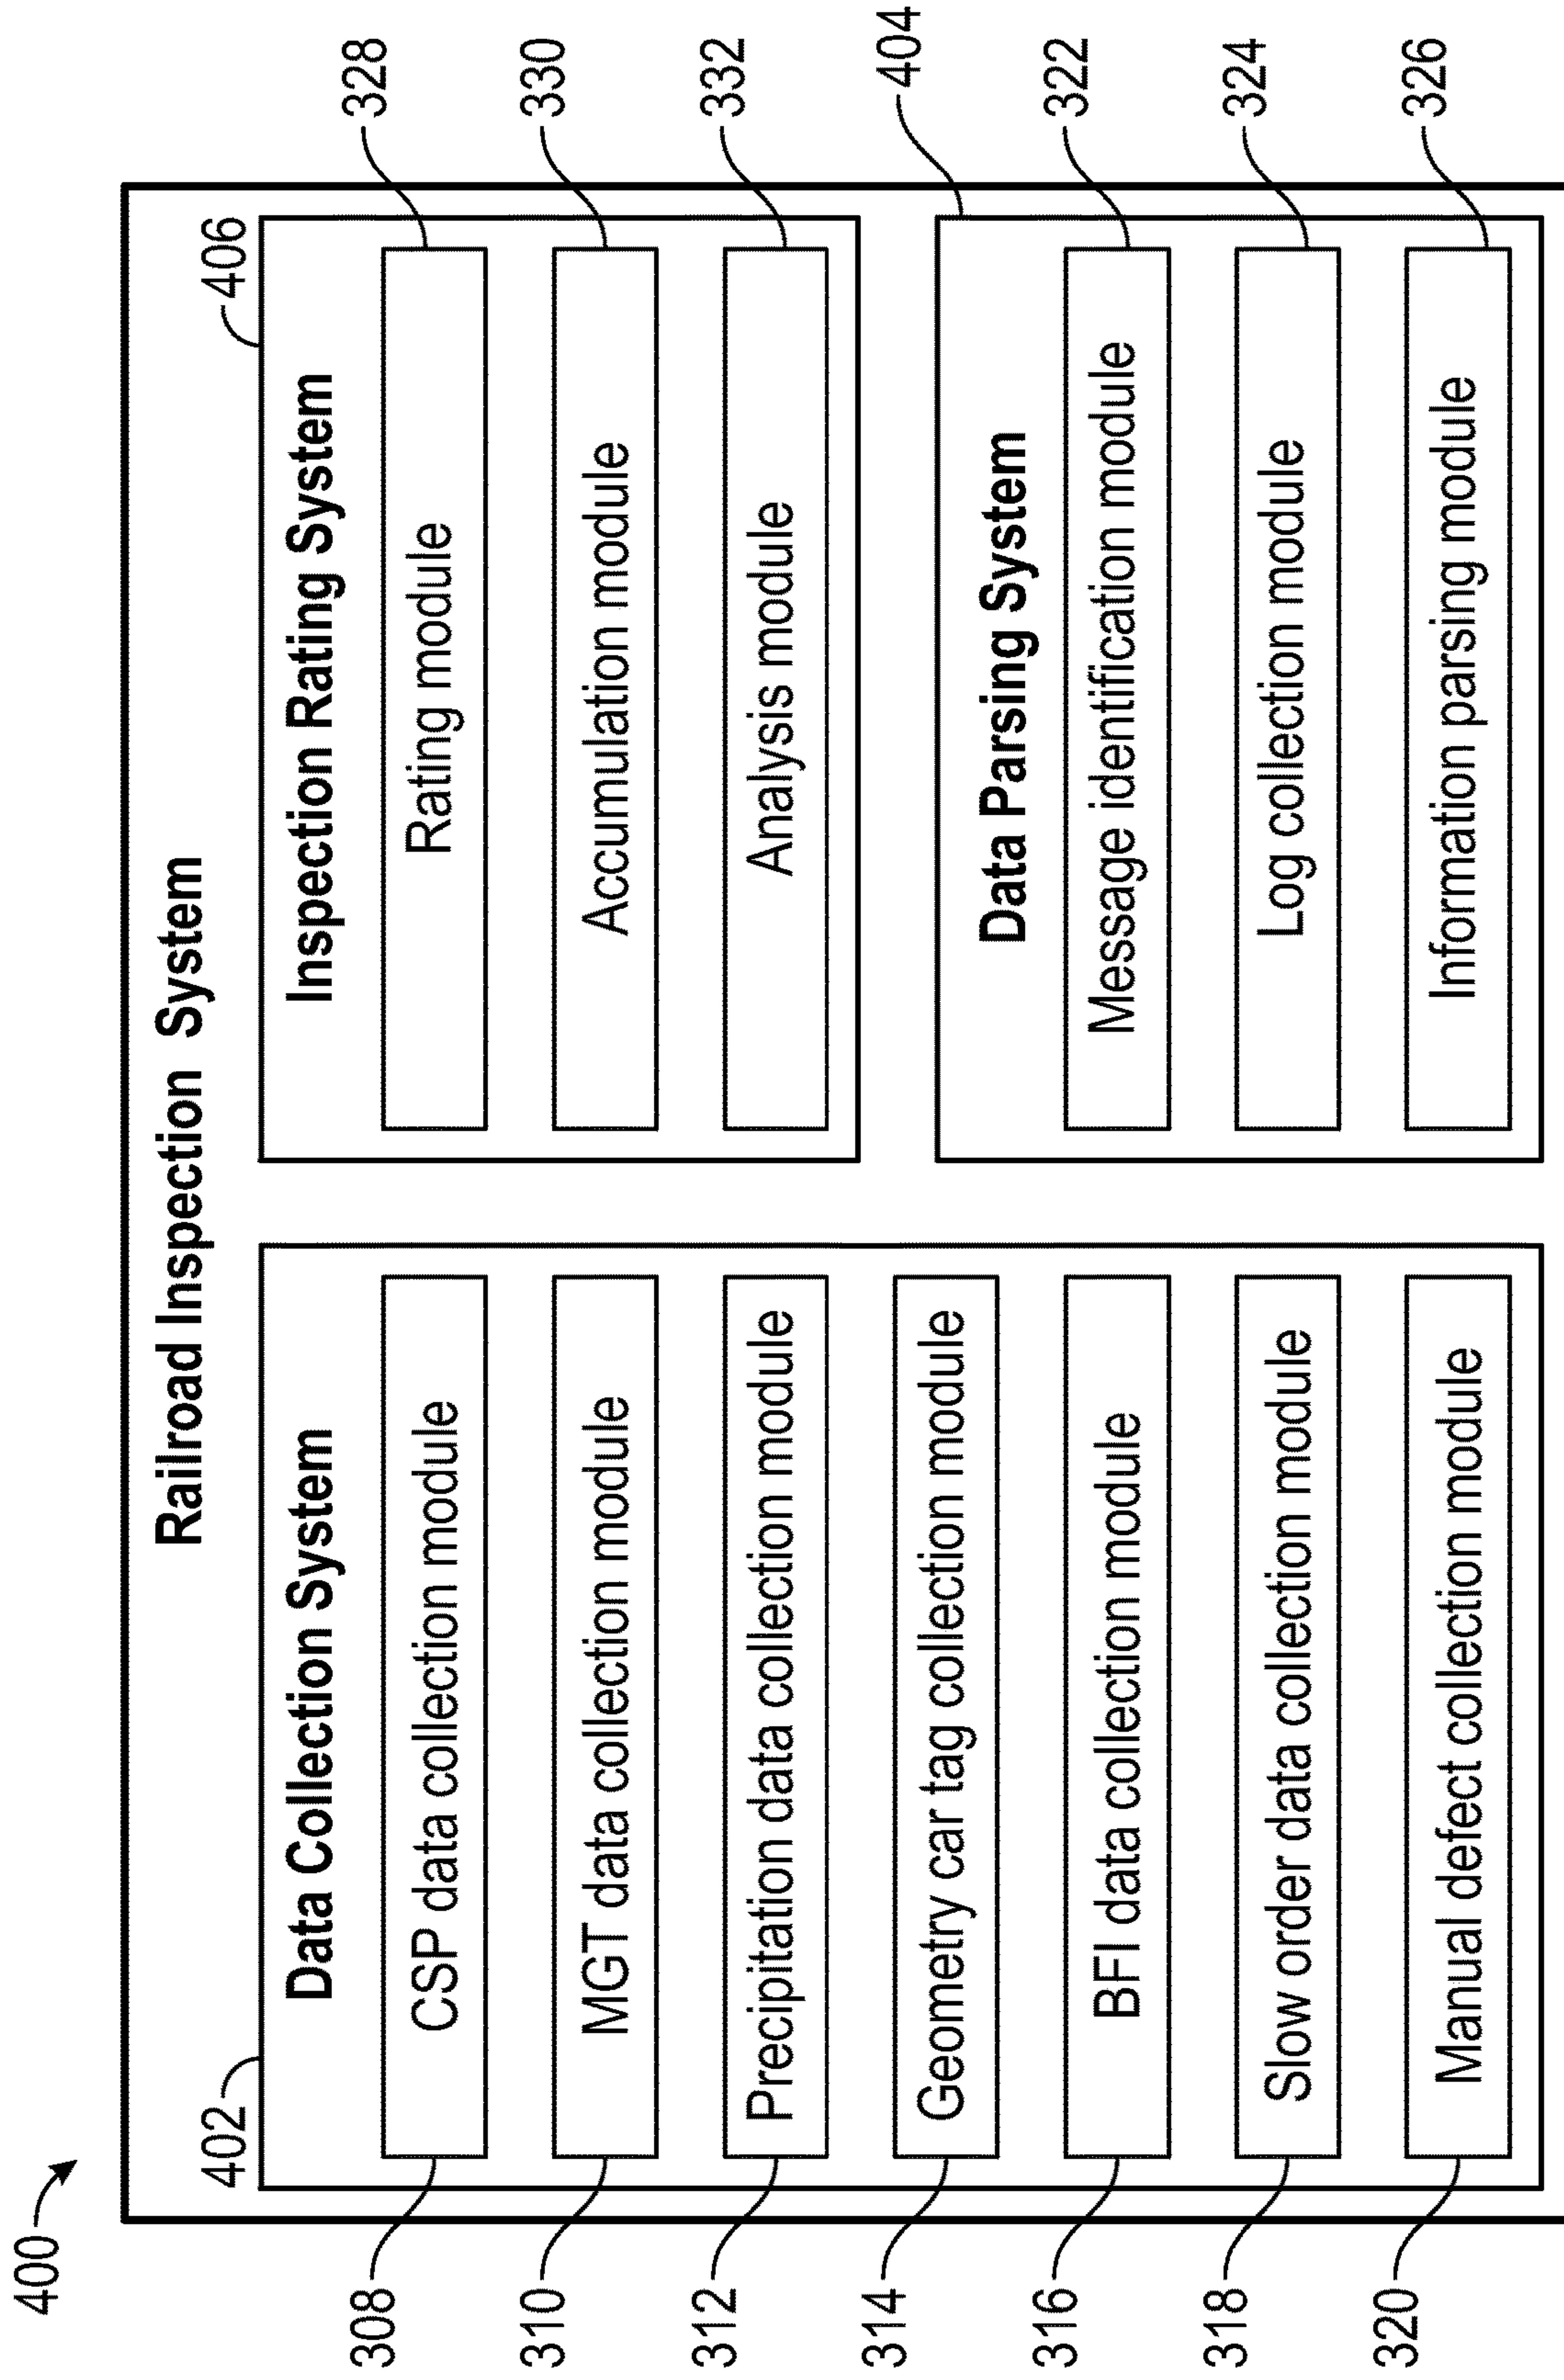 400
Railroad Inspection System
402
Data Collection System
308
CSP data collection module
310
MGT data collection module
312
Precipitation data collection module
314
Geometry car tag collection module
316
BFI data collection module
318
Slow order data collection module
320
Manual defect collection module
406
Inspection Rating System
Rating module
328
Accumulation module
330
Analysis module
332
404
Data Parsing System
Message identification module
322
Log collection module
324
Information parsing module
326